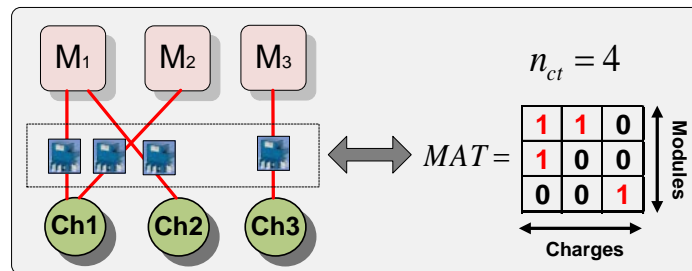 M1 M2 M3
n_ct = 4
MAT =
1 1 0
1 0 0
0 0 1
Modules
Ch1 Ch2 Ch3
Charges